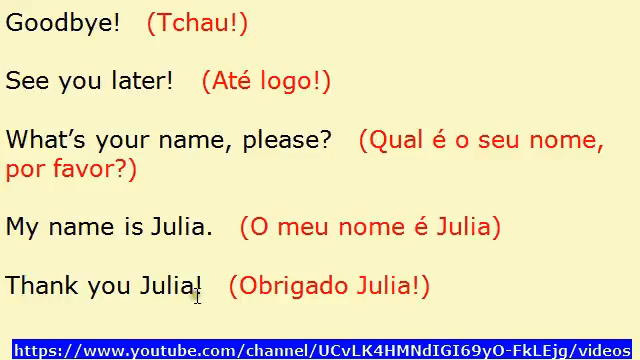 Goodbye! (Tchau!)
See you later! (Até logo!)
What’s your name, please? (Qual é o seu nome,
por favor?)
My name is Julia. (O meu nome é Julia)
Thank you Julia! (Obrigado Julia!)
https://www.youtube.com/channel/UCvLK4HMNdIGI69yO-FkLEjg/videos